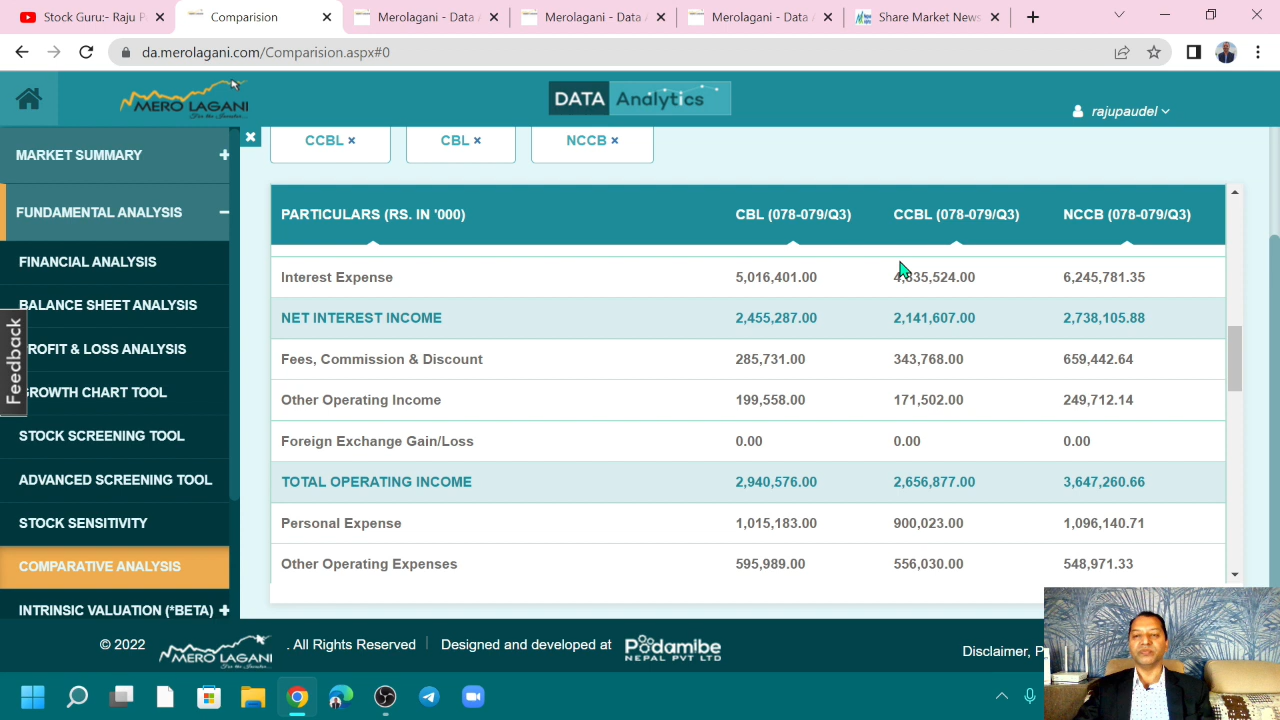 Stock Guru:- Raju P
Comparision
Merolagani - Data A
Merolagani - Data A
Merolagani - Data A
Share Market News
da.merolagani.com/Comparision.aspx#0
MERO LAGANI
For the Investor...
DATA Analytics
rajupaudel
MARKET SUMMARY
FUNDAMENTAL ANALYSIS
FINANCIAL ANALYSIS
BALANCE SHEET ANALYSIS
PROFIT & LOSS ANALYSIS
GROWTH CHART TOOL
STOCK SCREENING TOOL
ADVANCED SCREENING TOOL
STOCK SENSITIVITY
COMPARATIVE ANALYSIS
INTRINSIC VALUATION (*BETA)
Feedback
CCBL × CBL × NCCB ×
PARTICULARS (RS. IN '000) CBL (078-079/Q3) CCBL (078-079/Q3) NCCB (078-079/Q3)
Interest Expense 5,016,401.00 4,835,524.00 6,245,781.35
NET INTEREST INCOME 2,455,287.00 2,141,607.00 2,738,105.88
Fees, Commission & Discount 285,731.00 343,768.00 659,442.64
Other Operating Income 199,558.00 171,502.00 249,712.14
Foreign Exchange Gain/Loss 0.00 0.00 0.00
TOTAL OPERATING INCOME 2,940,576.00 2,656,877.00 3,647,260.66
Personal Expense 1,015,183.00 900,023.00 1,096,140.71
Other Operating Expenses 595,989.00 556,030.00 548,971.33
© 2022 MERO LAGANI . All Rights Reserved | Designed and developed at Podamibe NEPAL PVT LTD
Disclaimer, P